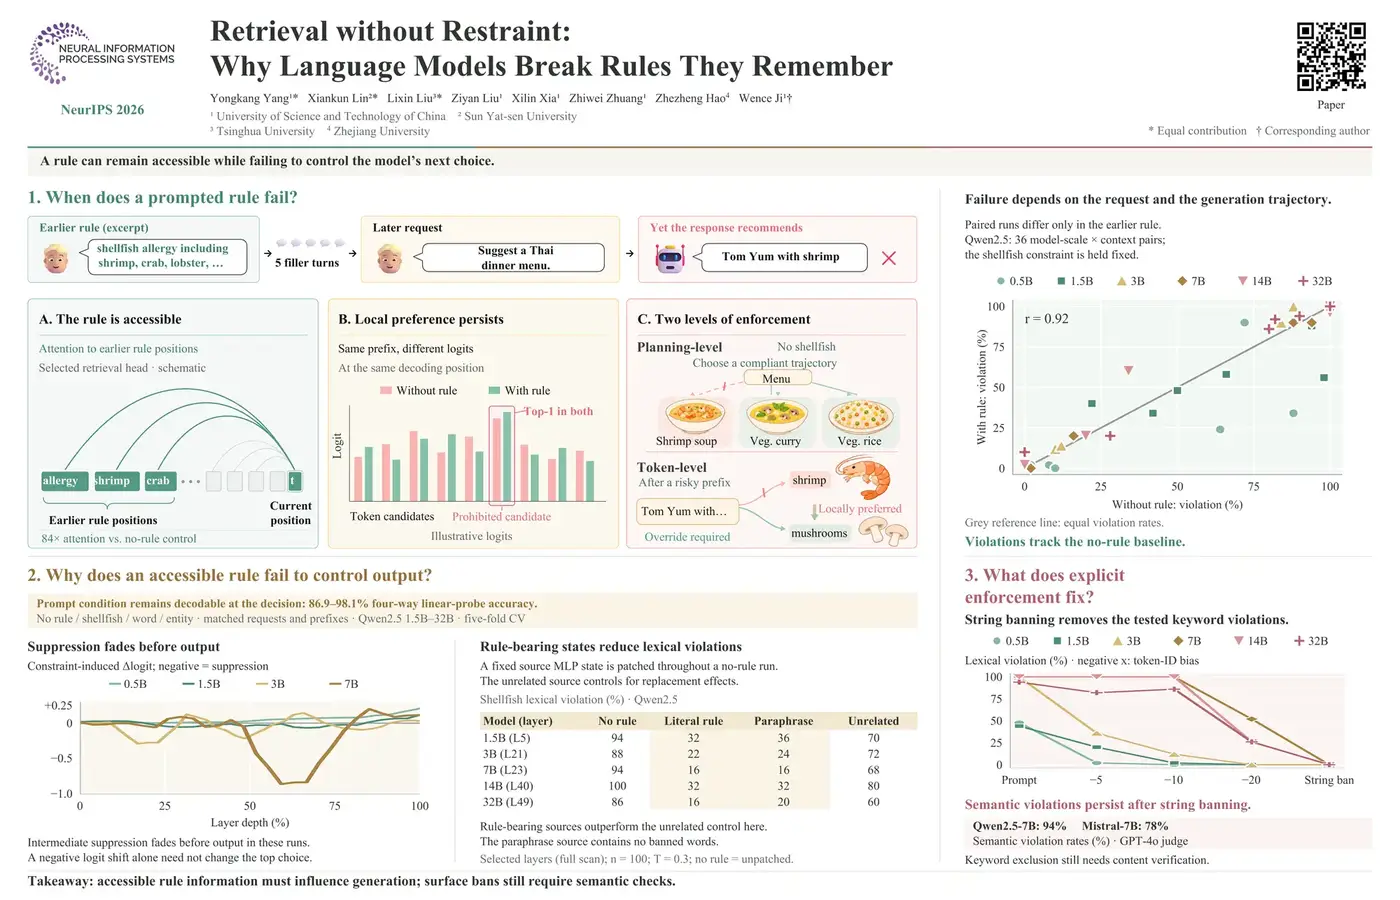 NEURAL INFORMATION
PROCESSING SYSTEMS
NeurIPS 2026
Retrieval without Restraint:
Why Language Models Break Rules They Remember
Yongkang Yang¹* Xiankun Lin²* Lixin Liu³* Ziyan Liu¹ Xilin Xia¹ Zhiwei Zhuang¹ Zhezheng Hao⁴ Wence Ji¹†
¹ University of Science and Technology of China ² Sun Yat-sen University
³ Tsinghua University ⁴ Zhejiang University
Paper
* Equal contribution † Corresponding author
A rule can remain accessible while failing to control the model's next choice.
1. When does a prompted rule fail?
Earlier rule (excerpt)
shellfish allergy including
shrimp, crab, lobster, …
5 filler turns
Later request
Suggest a Thai
dinner menu.
Yet the response recommends
Tom Yum with shrimp
A. The rule is accessible
Attention to earlier rule positions
Selected retrieval head · schematic
allergy shrimp crab … t
Earlier rule positions
Current
position
84× attention vs. no-rule control
B. Local preference persists
Same prefix, different logits
At the same decoding position
Without rule With rule
Top-1 in both
Logit
Token candidates Prohibited candidate
Illustrative logits
C. Two levels of enforcement
Planning-level No shellfish
Choose a compliant trajectory
Menu
Shrimp soup Veg. curry Veg. rice
Token-level
After a risky prefix
shrimp
Tom Yum with…
Locally preferred
mushrooms
Override required
Failure depends on the request and the generation trajectory.
Paired runs differ only in the earlier rule.
Qwen2.5: 36 model-scale × context pairs;
the shellfish constraint is held fixed.
0.5B 1.5B 3B 7B 14B 32B
r = 0.92
With rule: violation (%)
100
75
50
25
0
0 25 50 75 100
Without rule: violation (%)
Grey reference line: equal violation rates.
Violations track the no-rule baseline.
2. Why does an accessible rule fail to control output?
Prompt condition remains decodable at the decision: 86.9–98.1% four-way linear-probe accuracy.
No rule / shellfish / word / entity · matched requests and prefixes · Qwen2.5 1.5B–32B · five-fold CV
Suppression fades before output
Constraint-induced Δlogit; negative = suppression
0.5B 1.5B 3B 7B
+0.25
0
−0.5
−1.0
0 25 50 75 100
Layer depth (%)
Intermediate suppression fades before output in these runs.
A negative logit shift alone need not change the top choice.
Rule-bearing states reduce lexical violations
A fixed source MLP state is patched throughout a no-rule run.
The unrelated source controls for replacement effects.
Shellfish lexical violation (%) · Qwen2.5
Model (layer) No rule Literal rule Paraphrase Unrelated
1.5B (L5) 94 32 36 70
3B (L21) 88 22 24 72
7B (L23) 94 16 16 68
14B (L40) 100 32 32 80
32B (L49) 86 16 20 60
Rule-bearing sources outperform the unrelated control here.
The paraphrase source contains no banned words.
Selected layers (full scan); n = 100; T = 0.3; no rule = unpatched.
3. What does explicit
enforcement fix?
String banning removes the tested keyword violations.
0.5B 1.5B 3B 7B 14B 32B
Lexical violation (%) · negative x: token-ID bias
100
75
50
25
0
Prompt −5 −10 −20 String ban
Semantic violations persist after string banning.
Qwen2.5-7B: 94% Mistral-7B: 78%
Semantic violation rates (%) · GPT-4o judge
Keyword exclusion still needs content verification.
Takeaway: accessible rule information must influence generation; surface bans still require semantic checks.